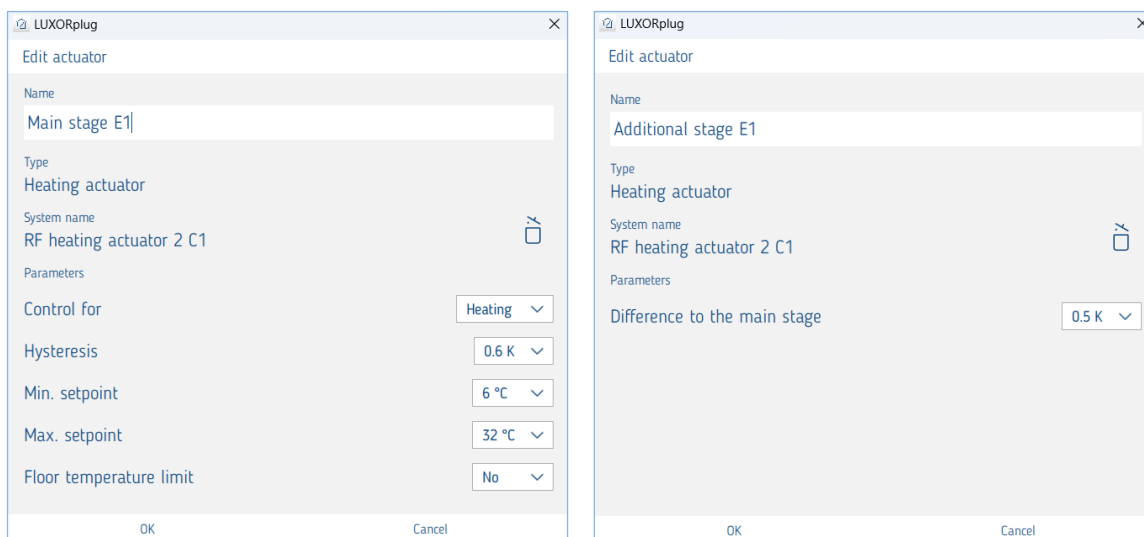 LUXORplug
Edit actuator
Name
Main stage E1
Type
Heating actuator
System name
RF heating actuator 2 C1
Parameters
Control for Heating
Hysteresis 0.6 K
Min. setpoint 6 °C
Max. setpoint 32 °C
Floor temperature limit No
OK Cancel
LUXORplug
Edit actuator
Name
Additional stage E1
Type
Heating actuator
System name
RF heating actuator 2 C1
Parameters
Difference to the main stage 0.5 K
OK Cancel